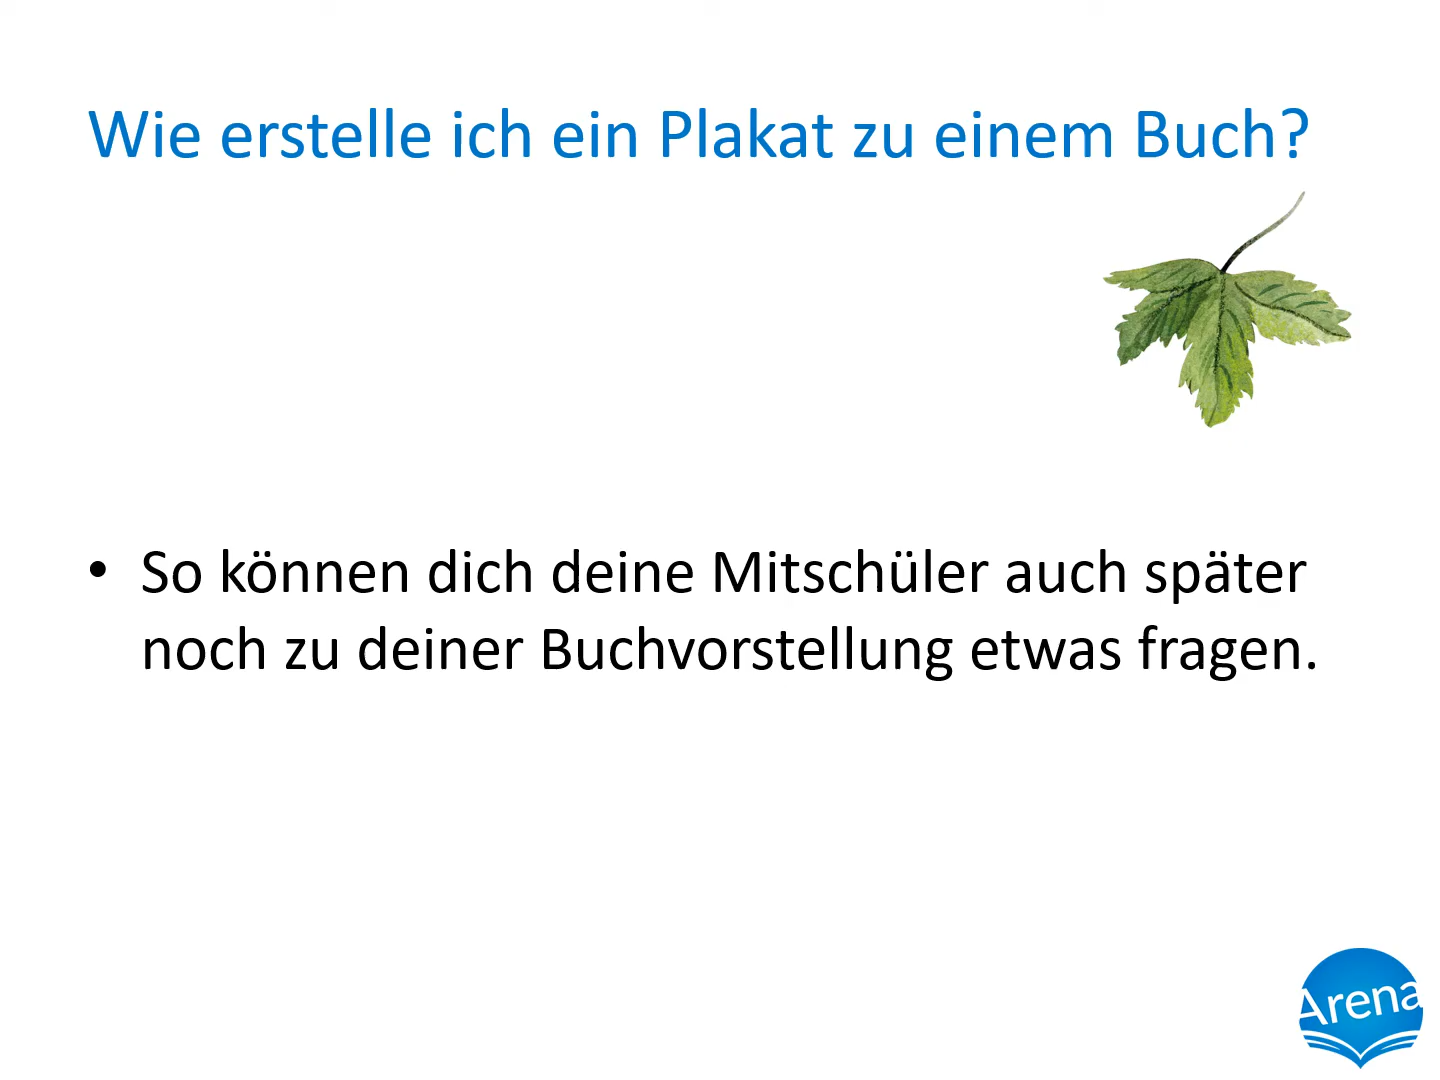 Wie erstelle ich ein Plakat zu einem Buch?
• So können dich deine Mitschüler auch später
noch zu deiner Buchvorstellung etwas fragen.
Arena